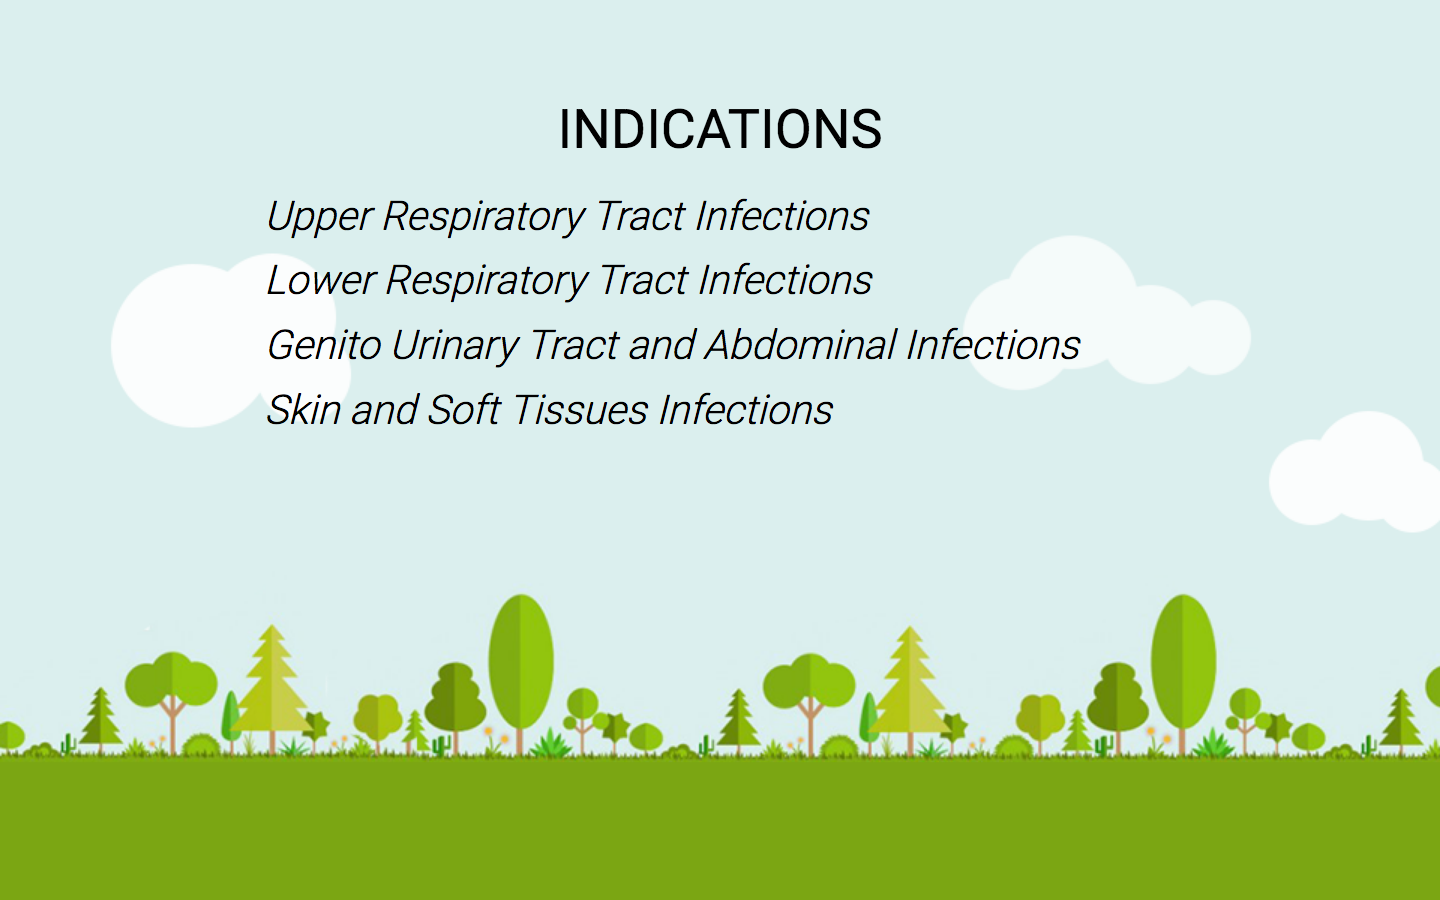 INDICATIONS
Upper Respiratory Tract Infections
Lower Respiratory Tract Infections
Genito Urinary Tract and Abdominal Infections
Skin and Soft Tissues Infections